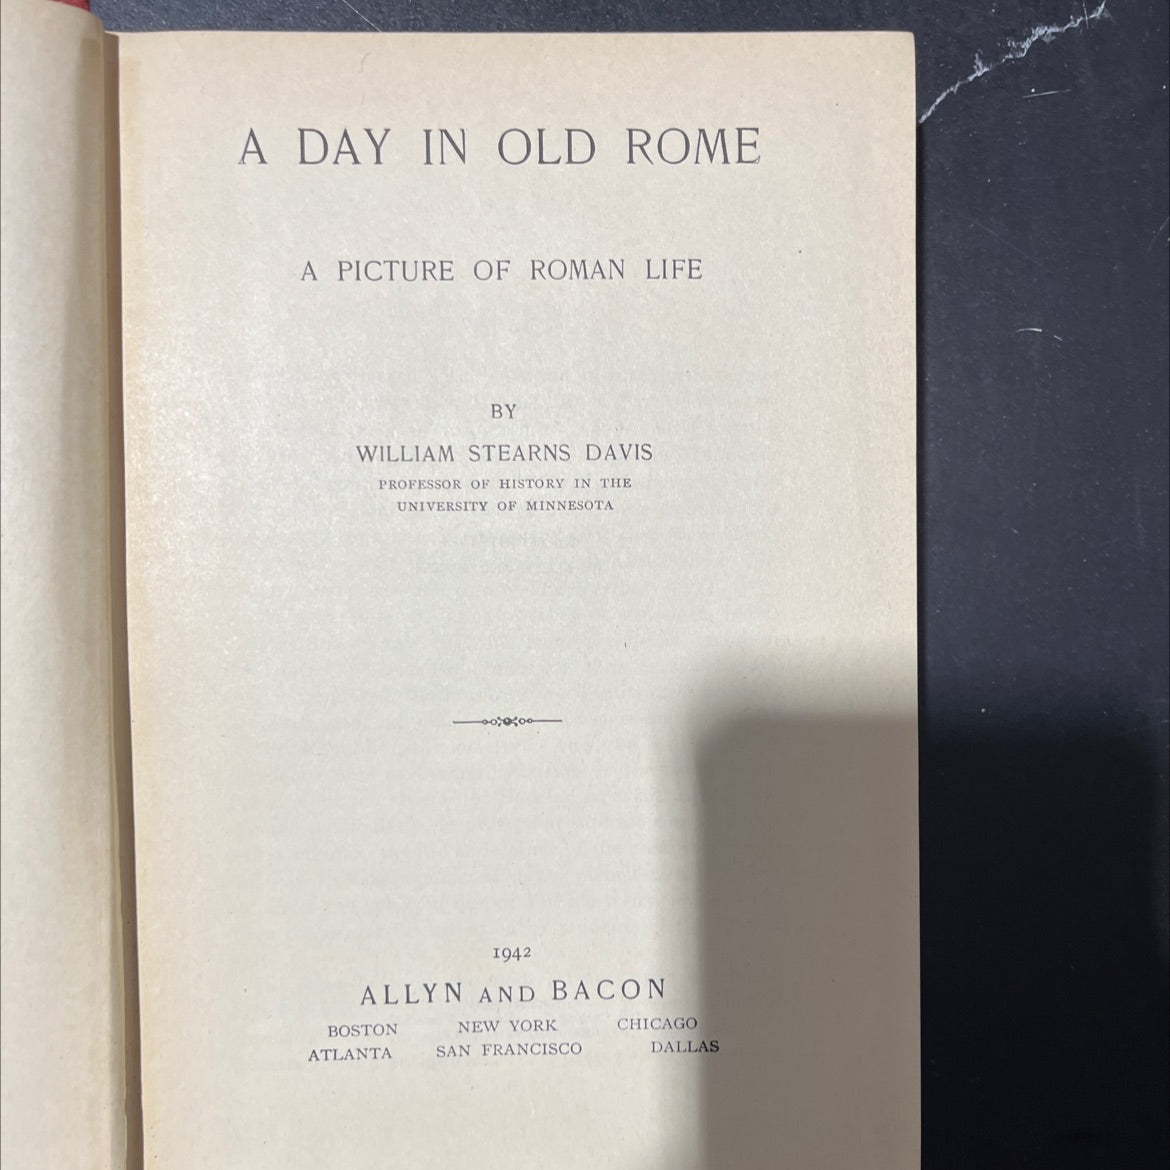 A DAY IN OLD ROME
A PICTURE OF ROMAN LIFE
BY
WILLIAM STEARNS DAVIS
PROFESSOR OF HISTORY IN THE
UNIVERSITY OF MINNESOTA
1942
ALLYN AND BACON
BOSTON NEW YORK CHICAGO
ATLANTA SAN FRANCISCO DALLAS